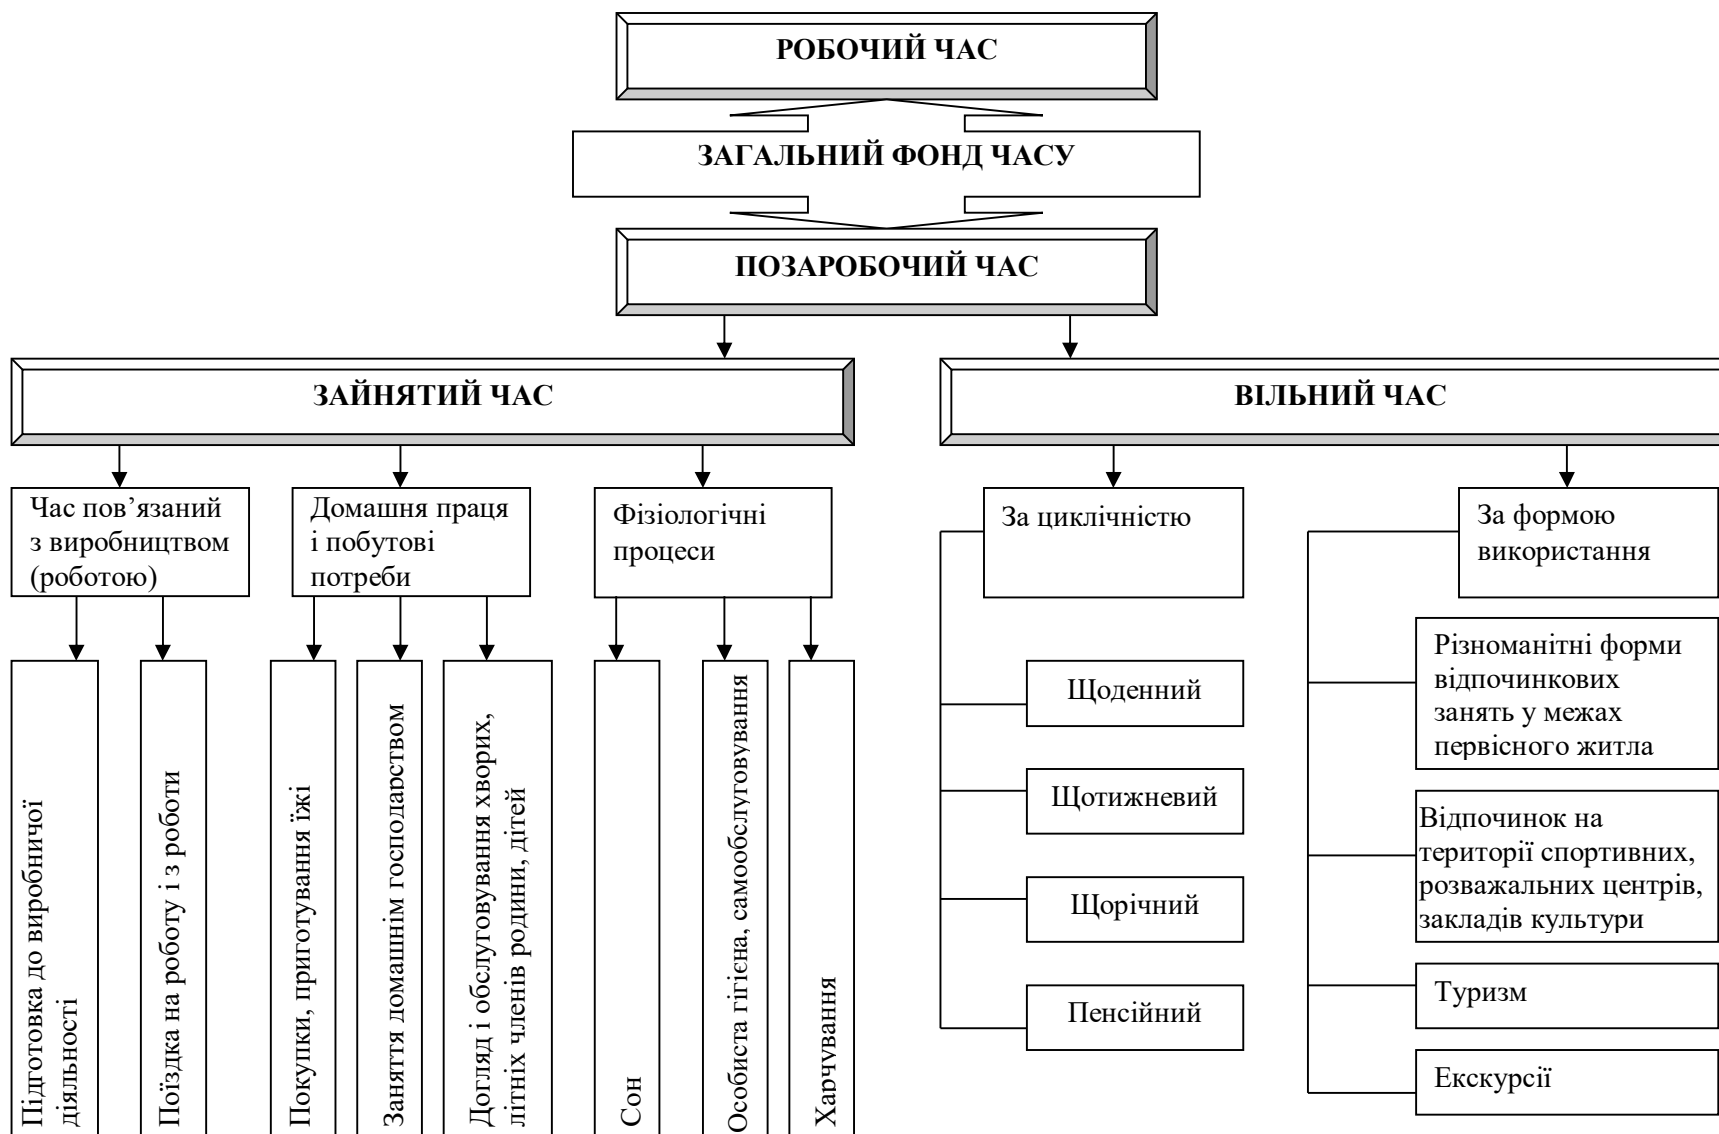 РОБОЧИЙ ЧАС
ЗАГАЛЬНИЙ ФОНД ЧАСУ
ПОЗАРОБОЧИЙ ЧАС
ЗАЙНЯТИЙ ЧАС
ВІЛЬНИЙ ЧАС
Час пов’язаний
з виробництвом
(роботою)
Домашня праця
і побутові
потреби
Фізіологічні
процеси
За циклічністю
За формою
використання
Підготовка до виробничої
діяльності
Поїздка на роботу і з роботи
Покупки, приготування їжі
Заняття домашнім господарством
Догляд і обслуговування хворих,
літніх членів родини, дітей
Сон
Особиста гігієна, самообслуговування
Харчування
Щоденний
Щотижневий
Щорічний
Пенсійний
Різноманітні форми
відпочинкових
занять у межах
первісного житла
Відпочинок на
території спортивних,
розважальних центрів,
закладів культури
Туризм
Екскурсії